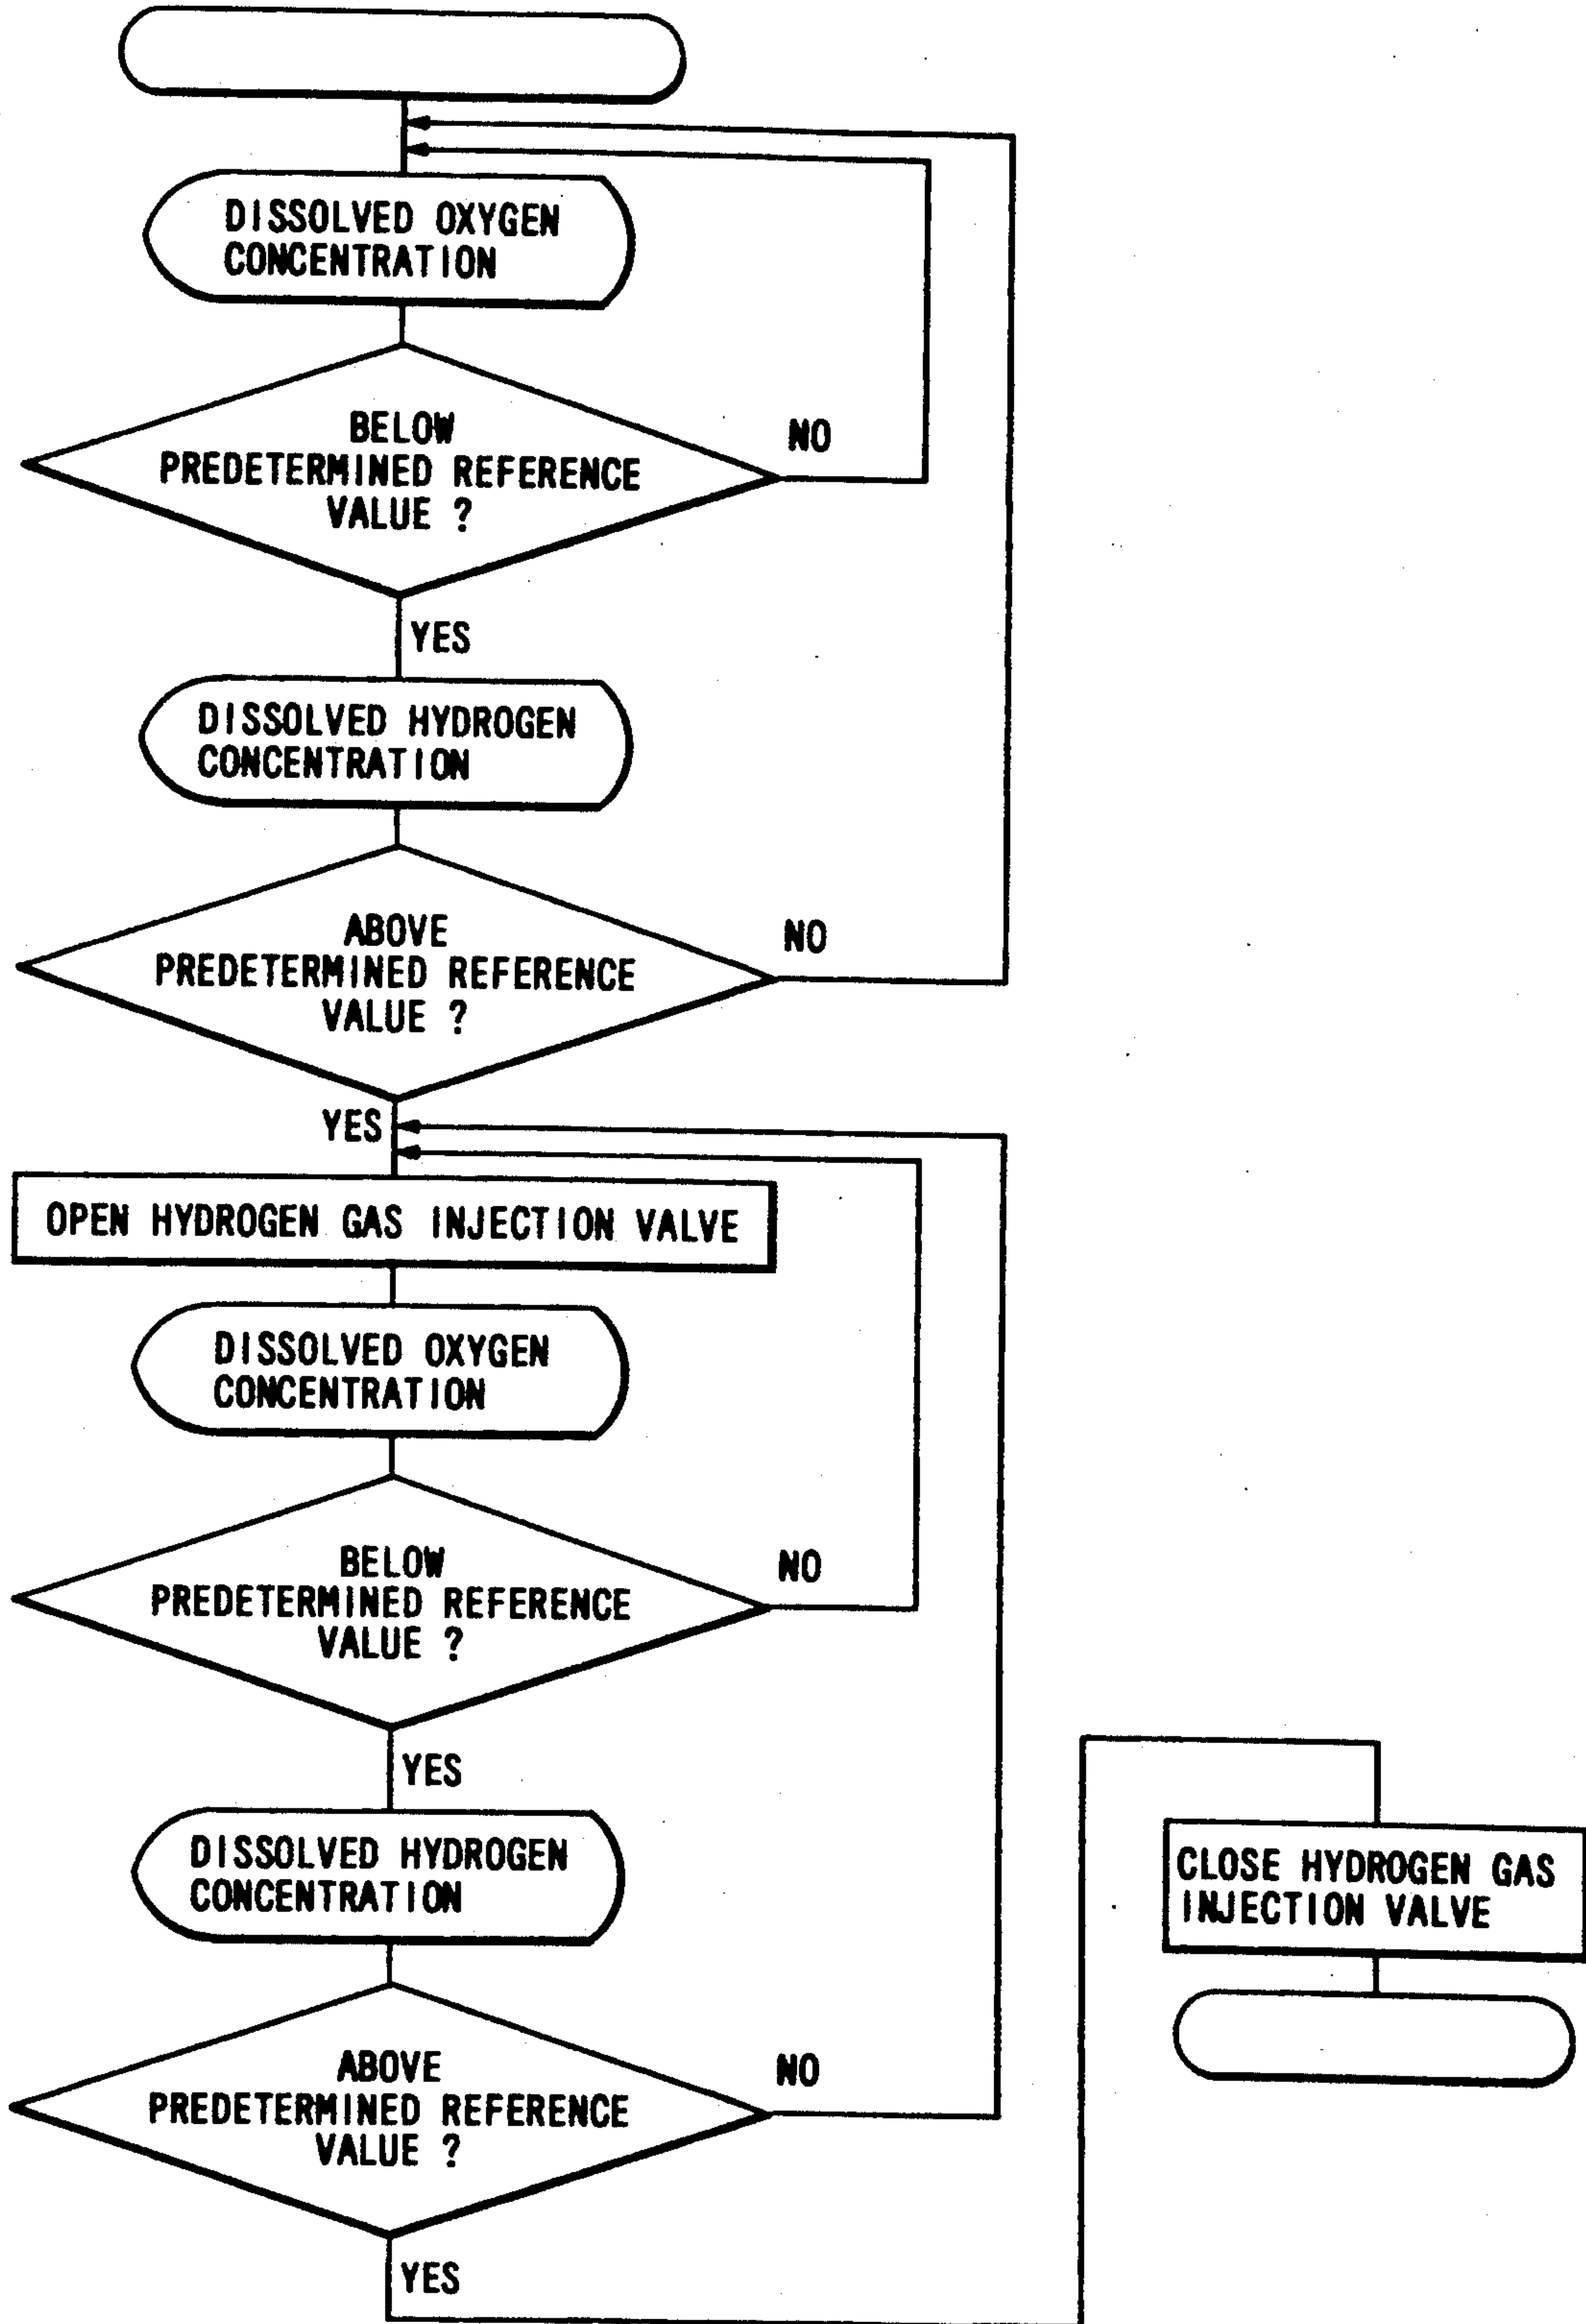 DISSOLVED OXYGEN
CONCENTRATION
BELOW
PREDETERMINED REFERENCE
VALUE ?
NO
YES
DISSOLVED HYDROGEN
CONCENTRATION
ABOVE
PREDETERMINED REFERENCE
VALUE ?
NO
YES
OPEN HYDROGEN GAS INJECTION VALVE
DISSOLVED OXYGEN
CONCENTRATION
BELOW
PREDETERMINED REFERENCE
VALUE ?
NO
YES
DISSOLVED HYDROGEN
CONCENTRATION
ABOVE
PREDETERMINED REFERENCE
VALUE ?
NO
YES
CLOSE HYDROGEN GAS
INJECTION VALVE